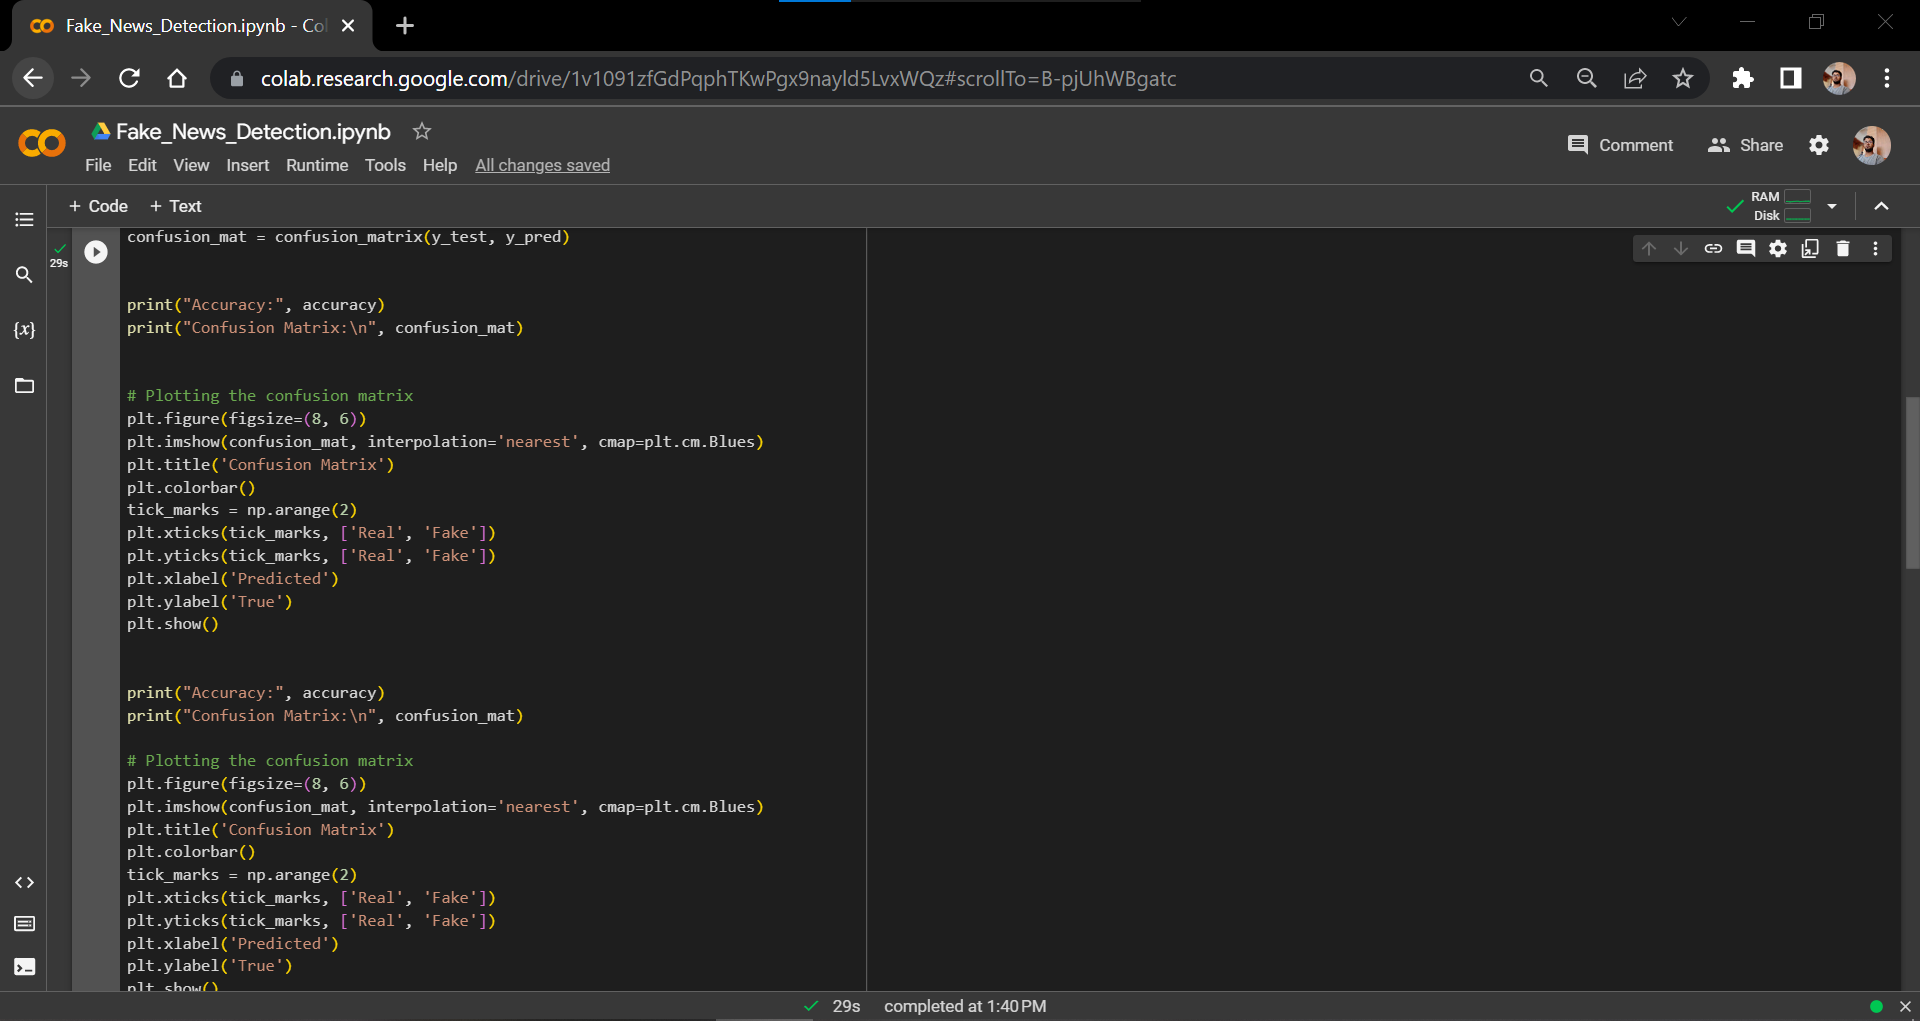 Fake_News_Detection.ipynb - Co
colab.research.google.com/drive/1v1091zfGdPqphTKwPgx9nayld5LvxWQz#scrollTo=B-pjUhWBgatc
Fake_News_Detection.ipynb
File Edit View Insert Runtime Tools Help All changes saved
Comment Share
+ Code + Text
RAM
Disk
29s
confusion_mat = confusion_matrix(y_test, y_pred)
print("Accuracy:", accuracy)
print("Confusion Matrix:\n", confusion_mat)
# Plotting the confusion matrix
plt.figure(figsize=(8, 6))
plt.imshow(confusion_mat, interpolation='nearest', cmap=plt.cm.Blues)
plt.title('Confusion Matrix')
plt.colorbar()
tick_marks = np.arange(2)
plt.xticks(tick_marks, ['Real', 'Fake'])
plt.yticks(tick_marks, ['Real', 'Fake'])
plt.xlabel('Predicted')
plt.ylabel('True')
plt.show()
print("Accuracy:", accuracy)
print("Confusion Matrix:\n", confusion_mat)
# Plotting the confusion matrix
plt.figure(figsize=(8, 6))
plt.imshow(confusion_mat, interpolation='nearest', cmap=plt.cm.Blues)
plt.title('Confusion Matrix')
plt.colorbar()
tick_marks = np.arange(2)
plt.xticks(tick_marks, ['Real', 'Fake'])
plt.yticks(tick_marks, ['Real', 'Fake'])
plt.xlabel('Predicted')
plt.ylabel('True')
plt.show()
29s completed at 1:40 PM